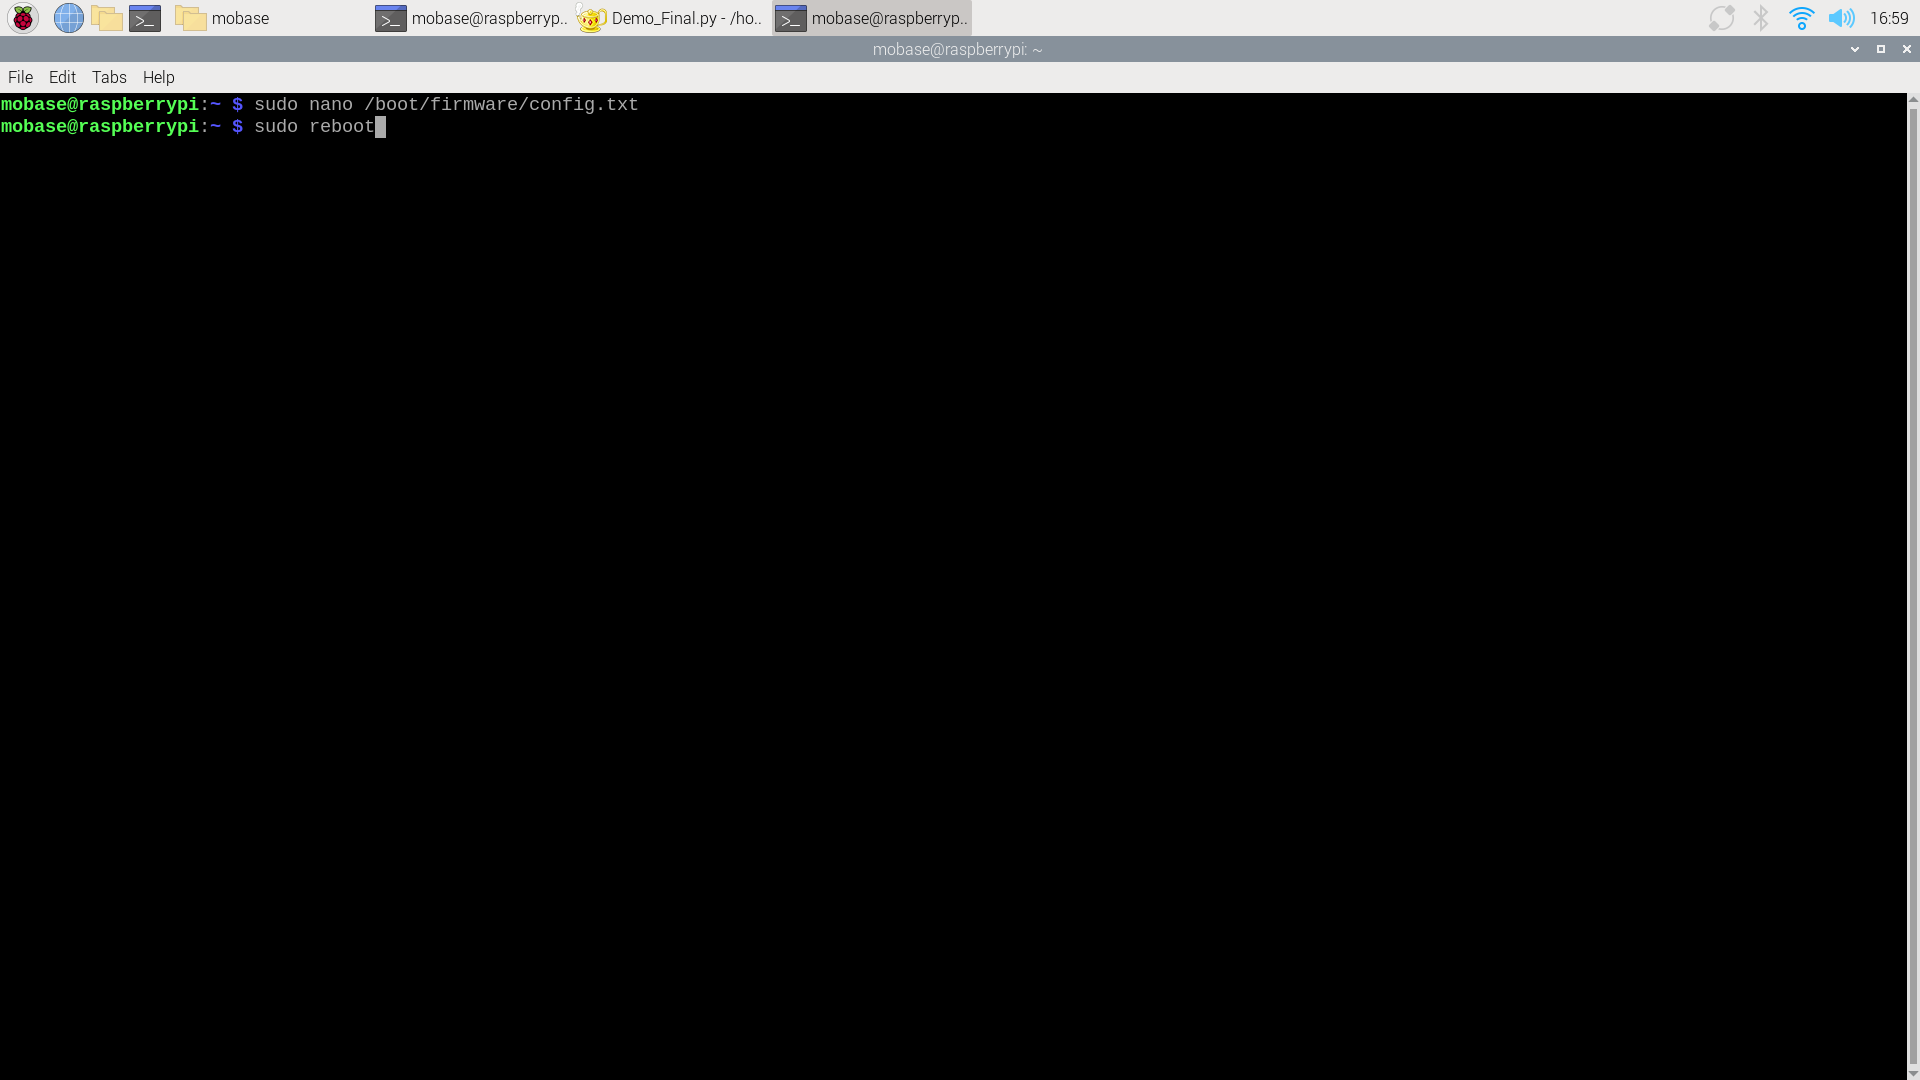 mobase
mobase@raspberryp..
Demo_Final.py - /ho..
mobase@raspberryp..
16:59
mobase@raspberrypi: ~
File Edit Tabs Help
mobase@raspberrypi:~ $ sudo nano /boot/firmware/config.txt
mobase@raspberrypi:~ $ sudo reboot